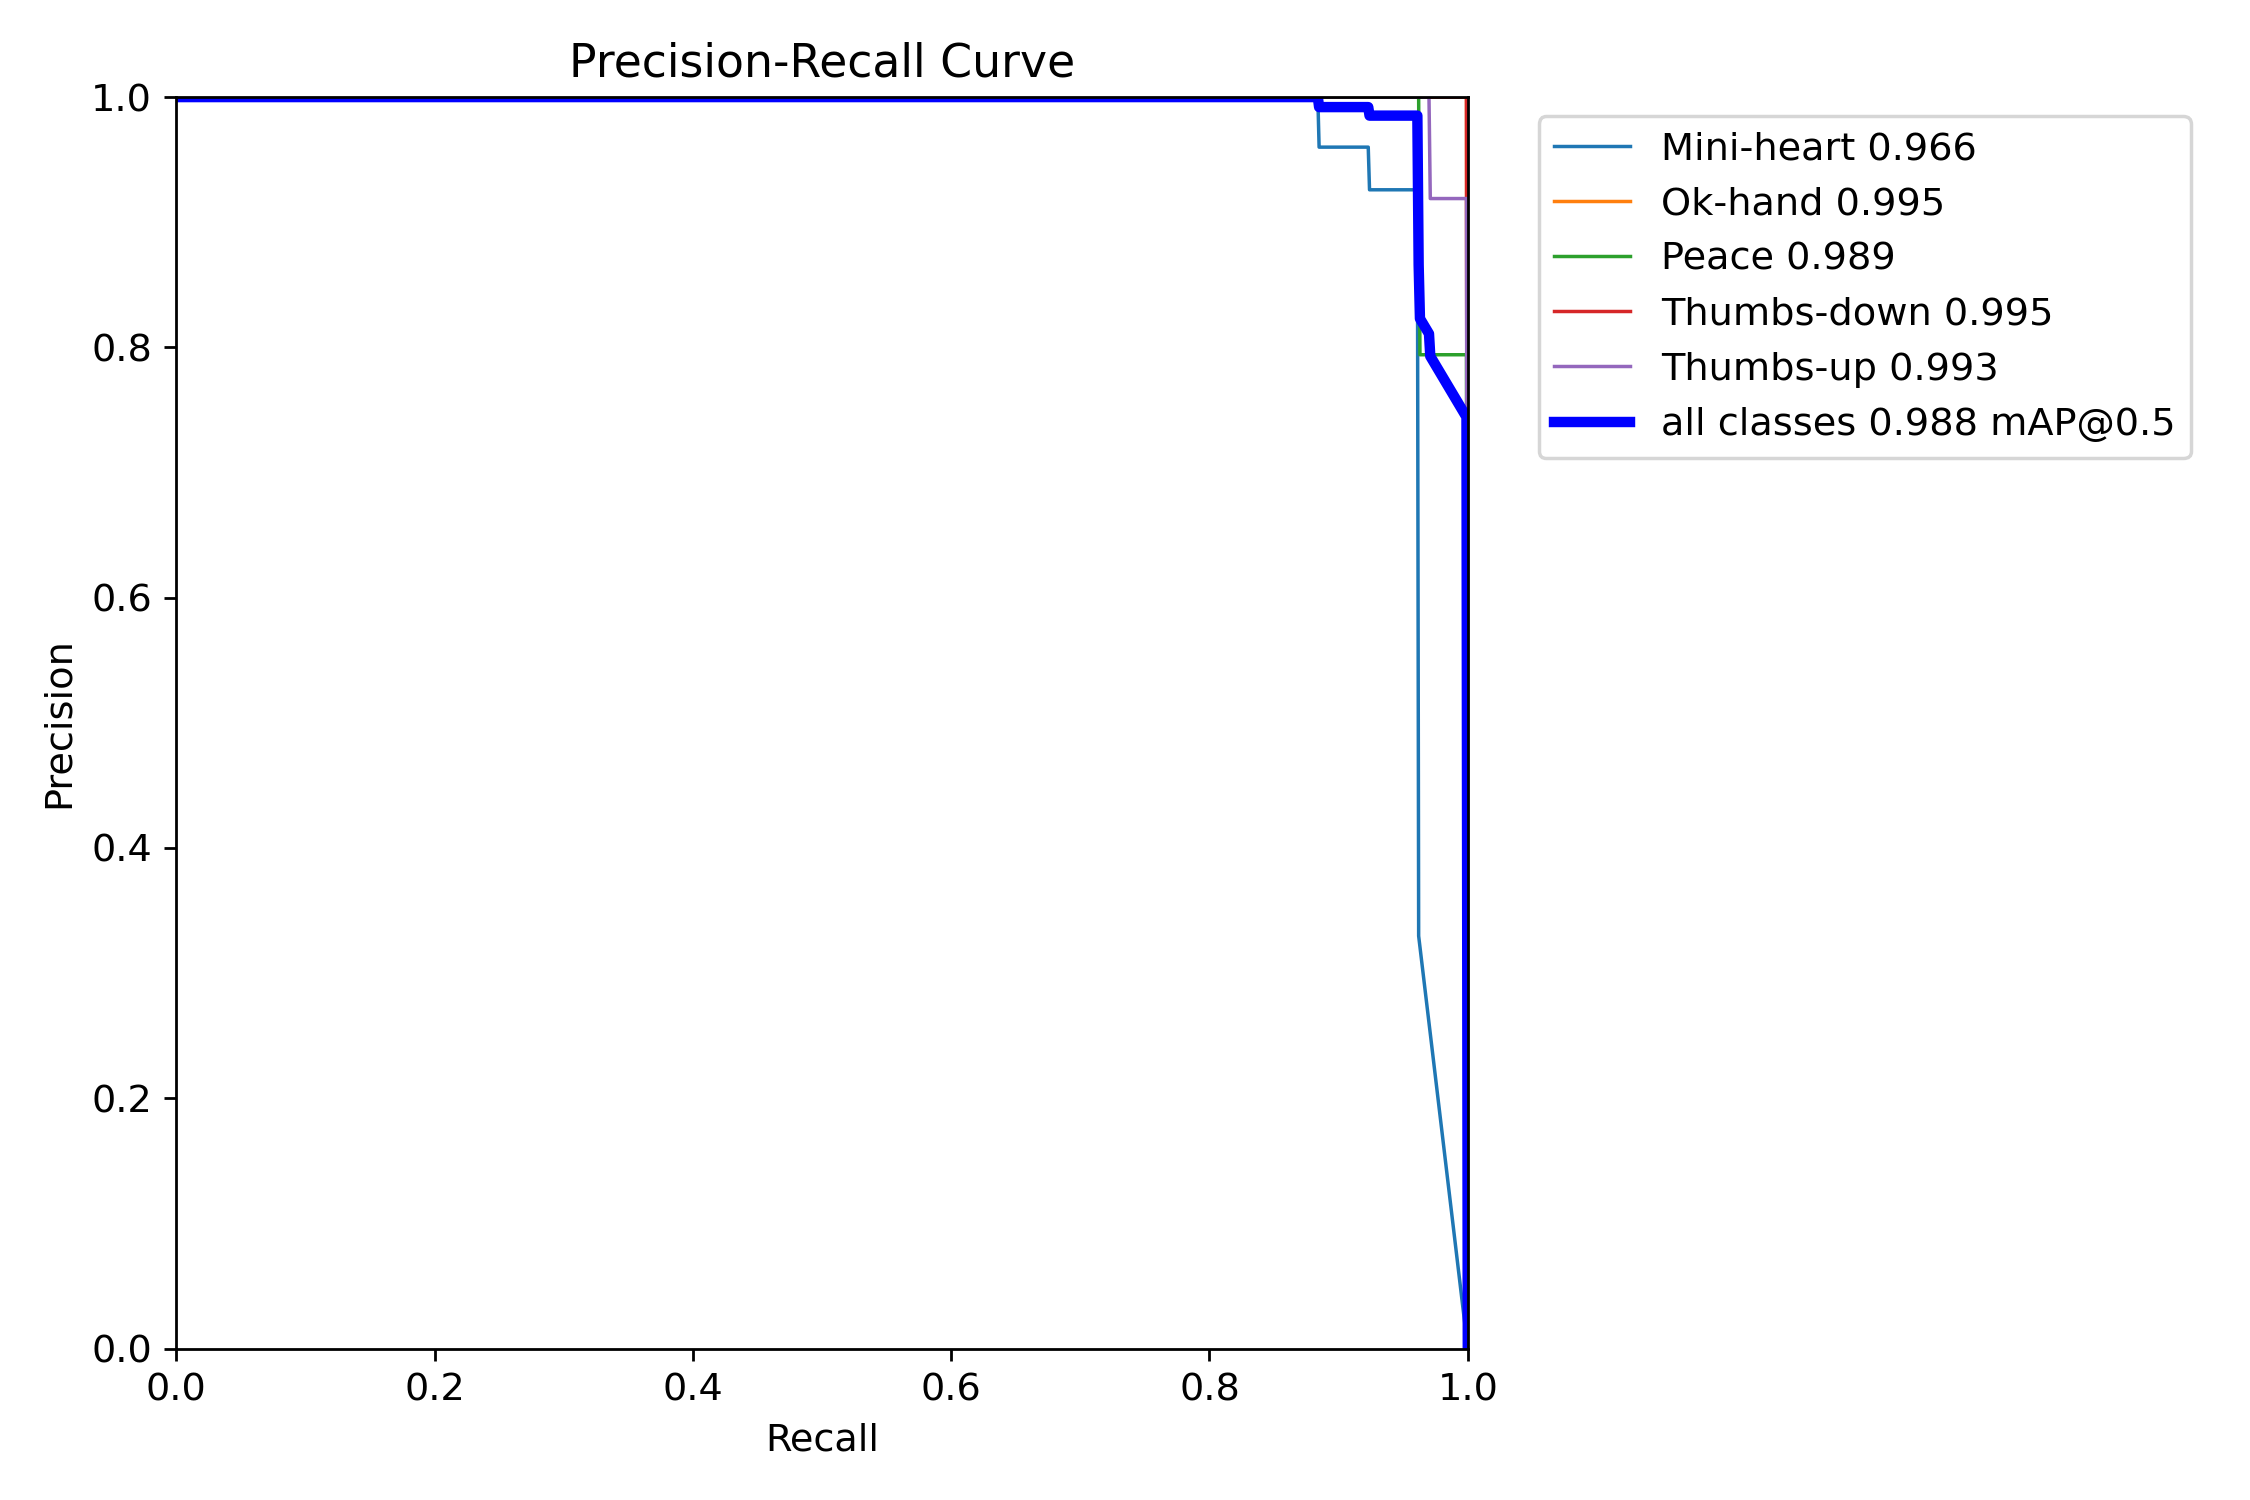 Precision-Recall Curve
1.0
0.8
0.6
0.4
0.2
0.0
Precision
0.0 0.2 0.4 0.6 0.8 1.0
Recall
Mini-heart 0.966
Ok-hand 0.995
Peace 0.989
Thumbs-down 0.995
Thumbs-up 0.993
all classes 0.988 mAP@0.5